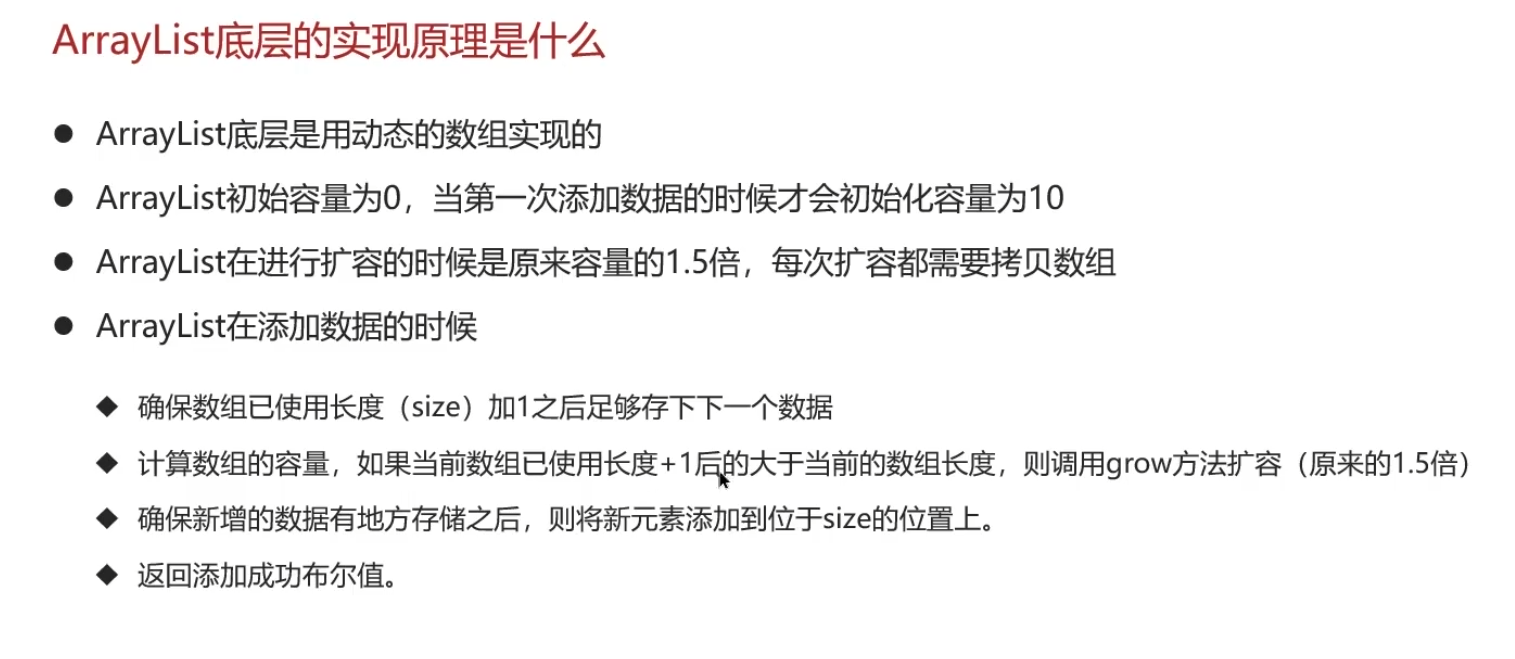 ArrayList底层的实现原理是什么
● ArrayList底层是用动态的数组实现的
● ArrayList初始容量为0，当第一次添加数据的时候才会初始化容量为10
● ArrayList在进行扩容的时候是原来容量的1.5倍，每次扩容都需要拷贝数组
● ArrayList在添加数据的时候
◆ 确保数组已使用长度（size）加1之后足够存下下一个数据
◆ 计算数组的容量，如果当前数组已使用长度+1后的大于当前的数组长度，则调用grow方法扩容（原来的1.5倍）
◆ 确保新增的数据有地方存储之后，则将新元素添加到位于size的位置上。
◆ 返回添加成功布尔值。